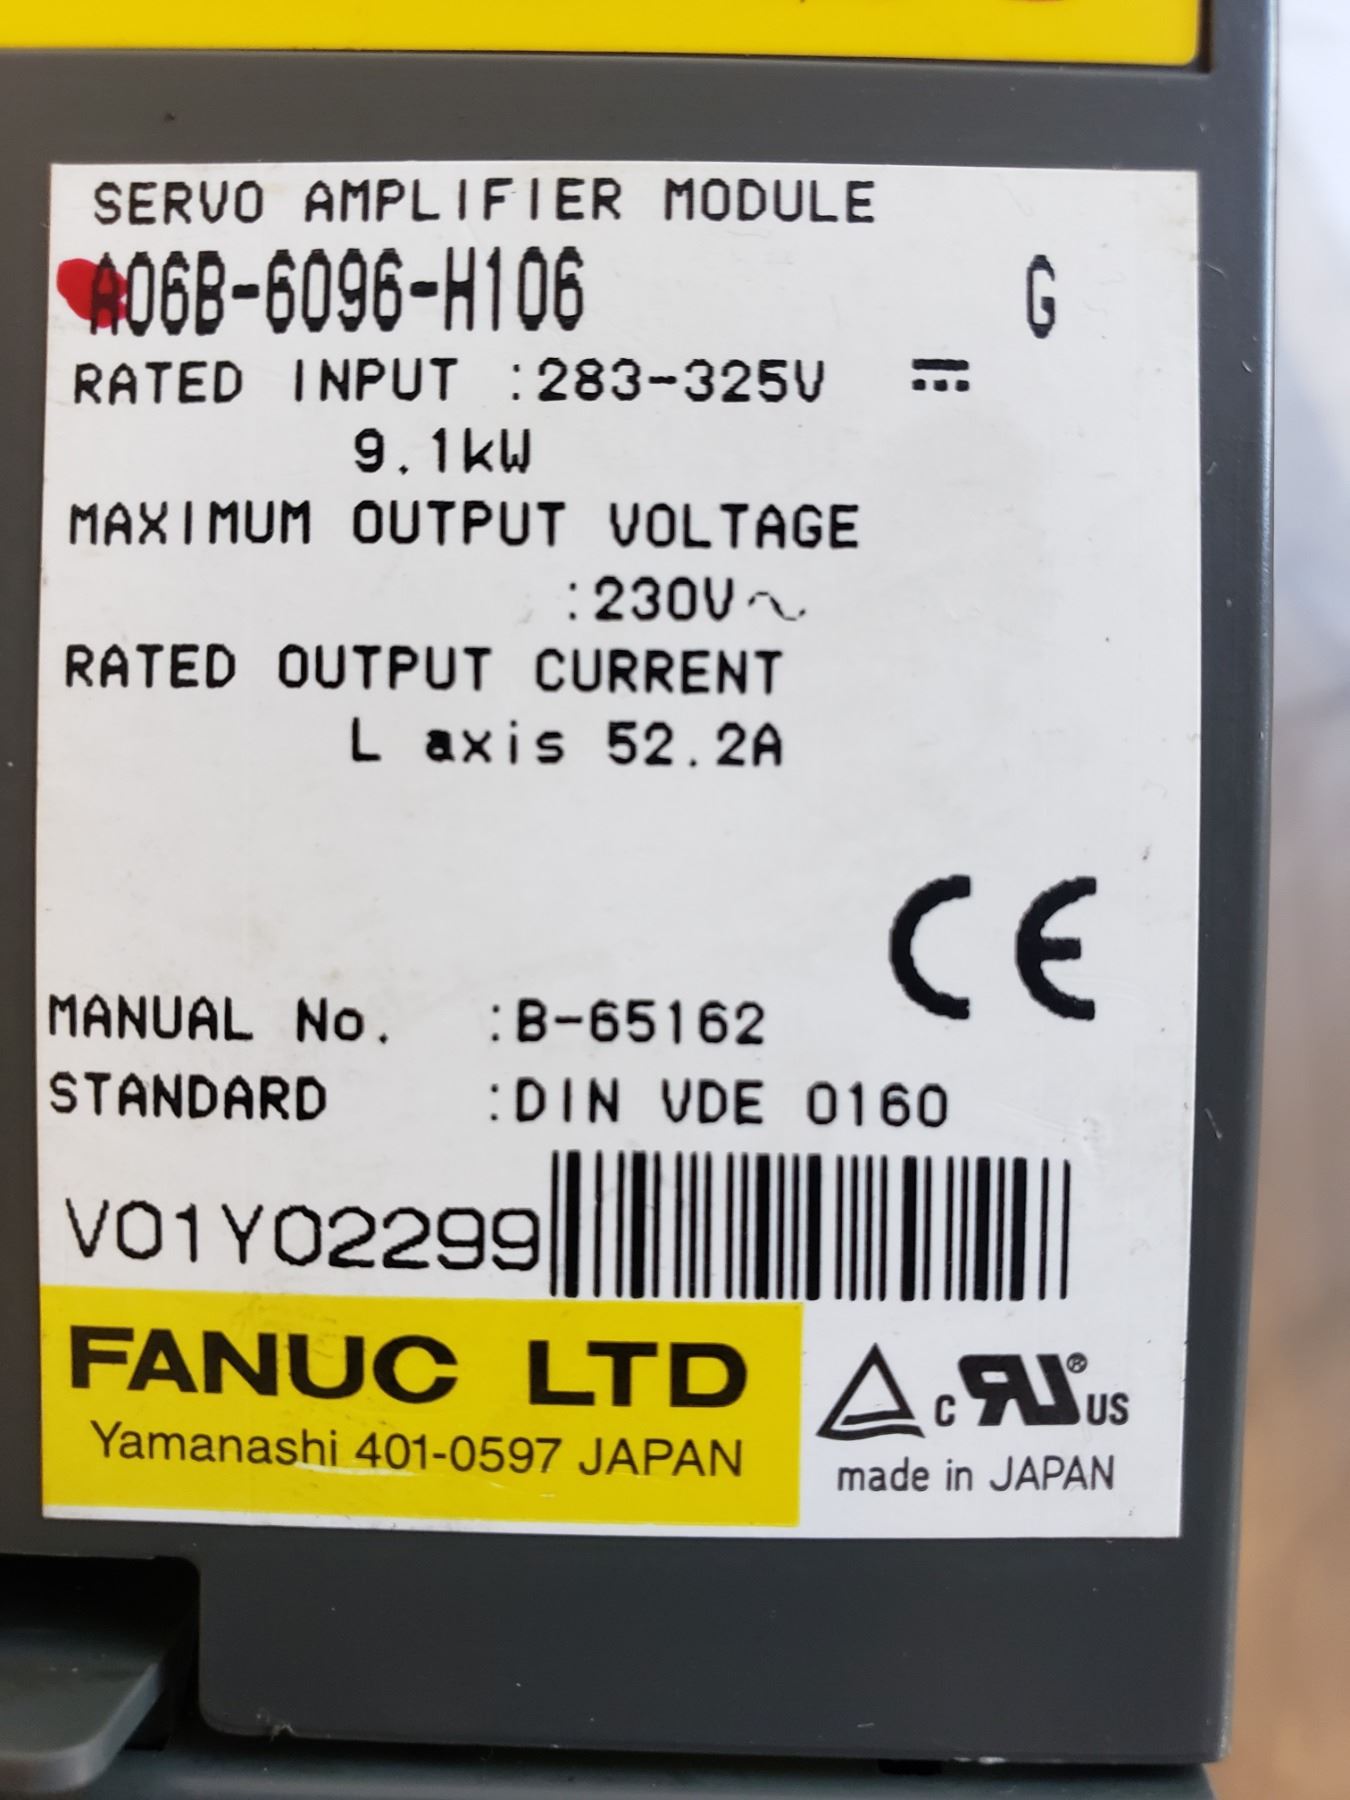 SERVO AMPLIFIER MODULE
A06B-6096-H106 G
RATED INPUT :283-325V ⎓
9.1kW
MAXIMUM OUTPUT VOLTAGE
:230V~
RATED OUTPUT CURRENT
L axis 52.2A
CE
MANUAL No. :B-65162
STANDARD :DIN VDE 0160
V01Y02299
FANUC LTD
Yamanashi 401-0597 JAPAN
c RU® US
made in JAPAN